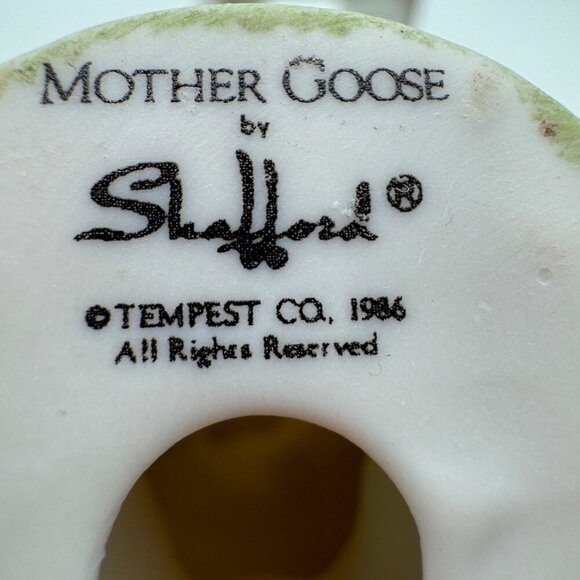 MOTHER GOOSE
by
Shafford®
© TEMPEST CO. 1986
All Rights Reserved